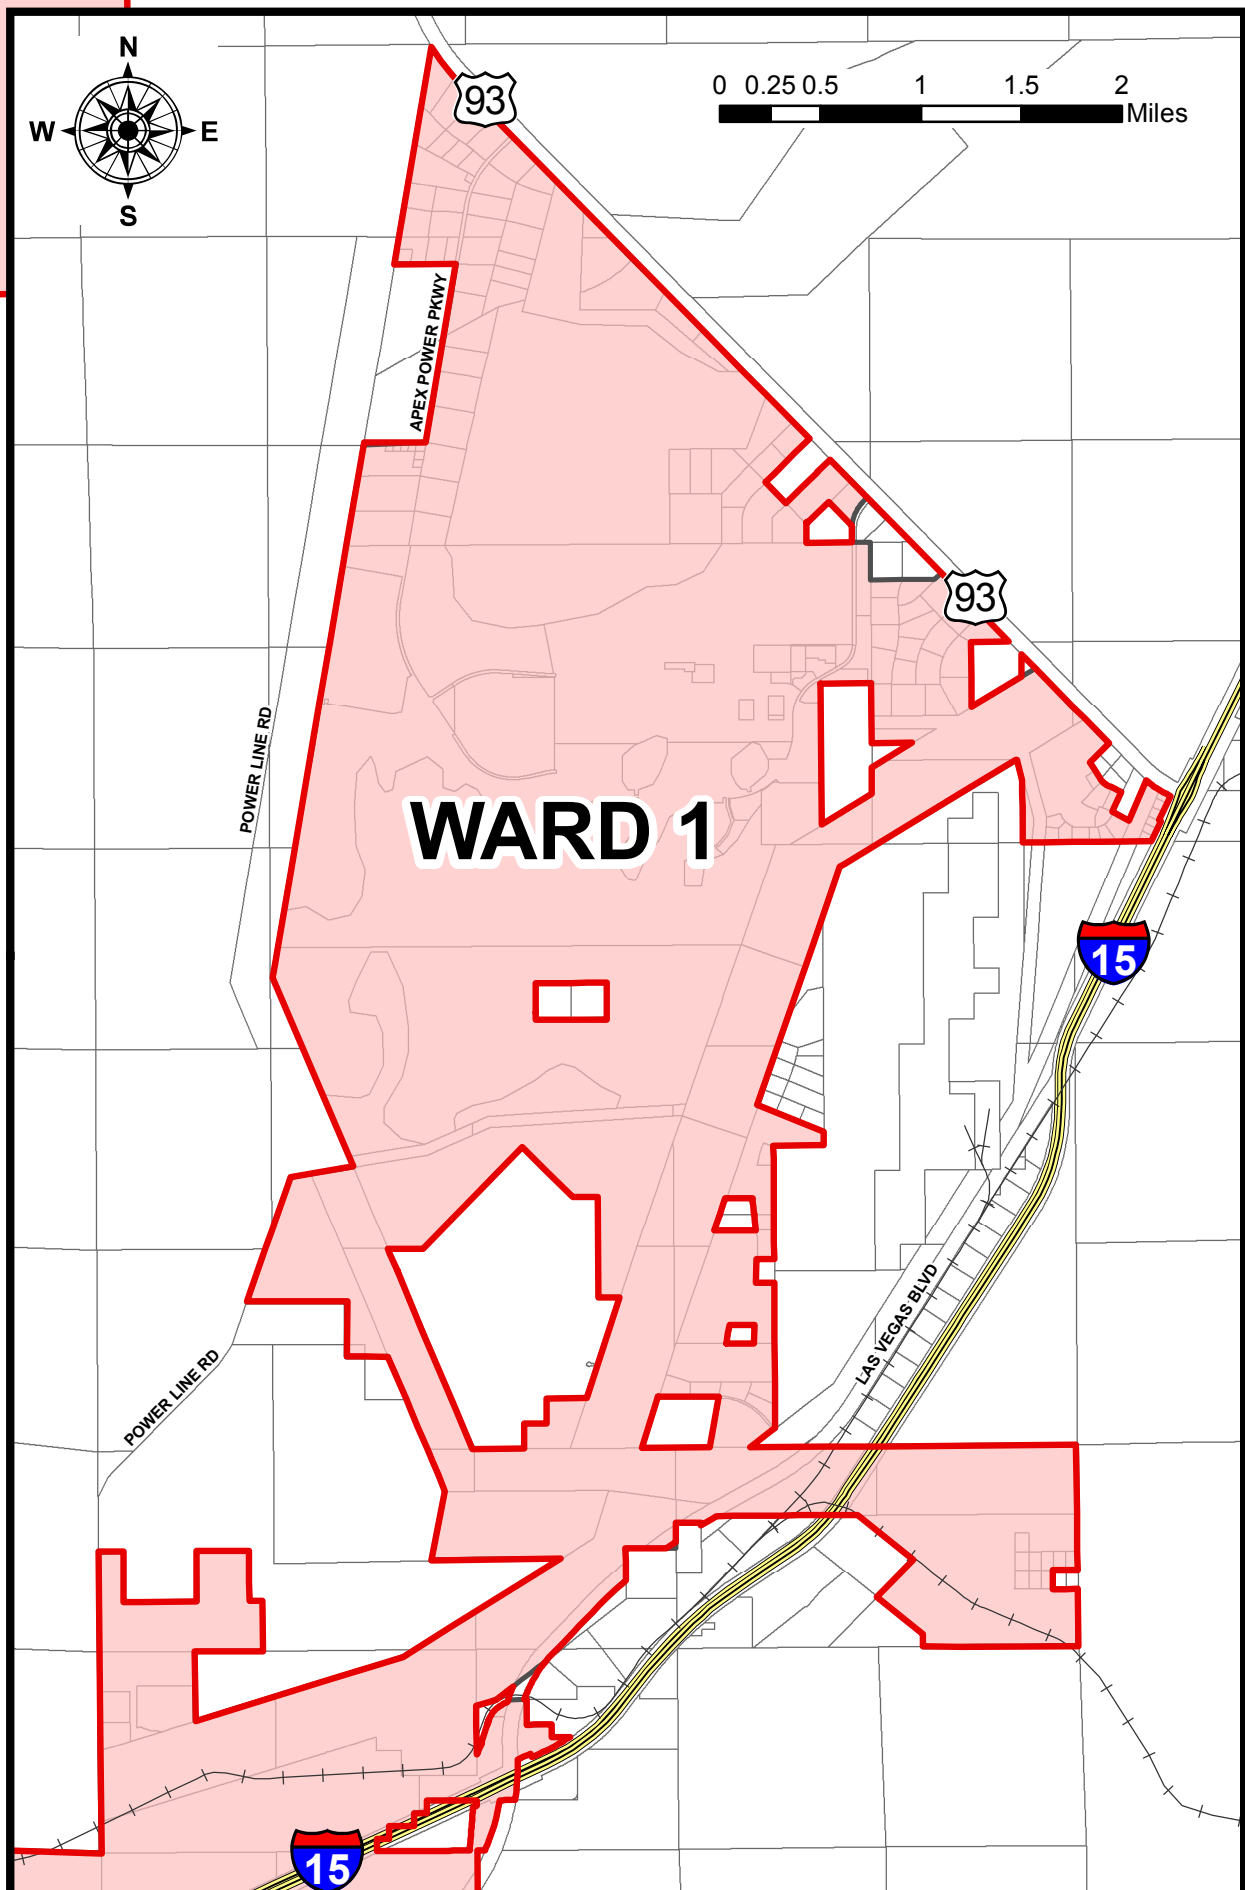 N
W
E
S
0 0.25 0.5 1 1.5 2
Miles
93
APEX POWER PKWY
93
POWER LINE RD
WARD 1
15
LAS VEGAS BLVD
POWER LINE RD
15